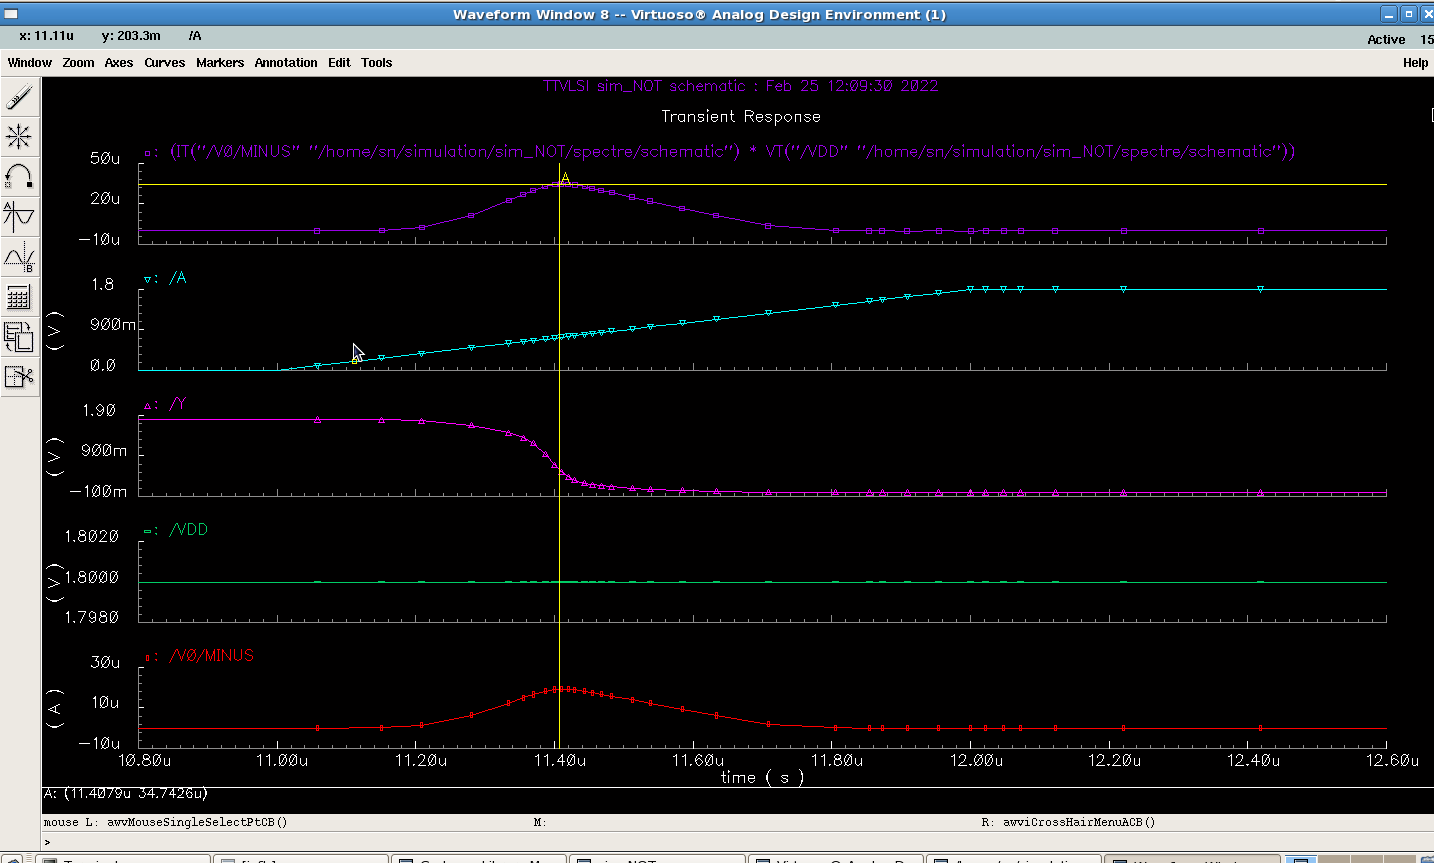 Waveform Window 8 -- Virtuoso® Analog Design Environment (1)
x: 11.11u y: 203.3m /A
Active 15
Window Zoom Axes Curves Markers Annotation Edit Tools Help
TTVLSI sim_NOT schematic : Feb 25 12:09:30 2022
Transient Response
: (IT("/V0/MINUS" "/home/sn/simulation/sim_NOT/spectre/schematic") * VT("/VDD" "/home/sn/simulation/sim_NOT/spectre/schematic"))
50u
A
20u
-10u
: /A
1.8
(V) 900m
0.0
: /Y
1.90
(V) 900m
-100m
: /VDD
1.8020
(V) 1.8000
1.7980
: /V0/MINUS
30u
(A) 10u
-10u
10.80u 11.00u 11.20u 11.40u 11.60u 11.80u 12.00u 12.20u 12.40u 12.60u
time ( s )
A: (11.4079u 34.7426u)
mouse L: awvMouseSingleSelectPtCB() M: R: awviCrossHairMenuACB()
>